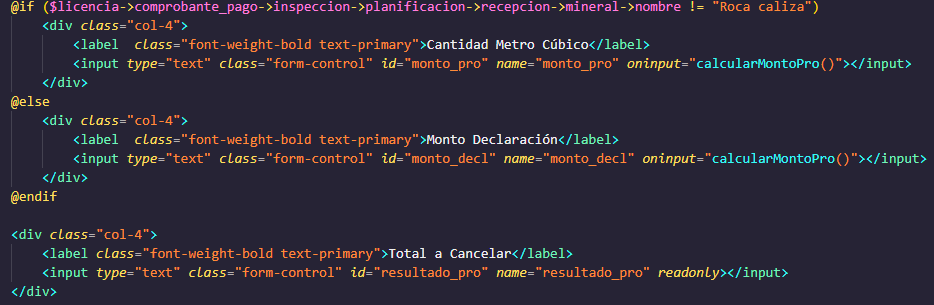 @if ($licencia->comprobante_pago->inspeccion->planificacion->recepcion->mineral->nombre != "Roca caliza")
    <div class="col-4">
        <label  class="font-weight-bold text-primary">Cantidad Metro Cúbico</label>
        <input type="text" class="form-control" id="monto_pro" name="monto_pro" oninput="calcularMontoPro()"></input>
    </div>
@else
    <div class="col-4">
        <label  class="font-weight-bold text-primary">Monto Declaración</label>
        <input type="text" class="form-control" id="monto_decl" name="monto_decl" oninput="calcularMontoPro()"></input>
    </div>
@endif

<div class="col-4">
    <label class="font-weight-bold text-primary">Total a Cancelar</label>
    <input type="text" class="form-control" id="resultado_pro" name="resultado_pro" readonly></input>
</div>